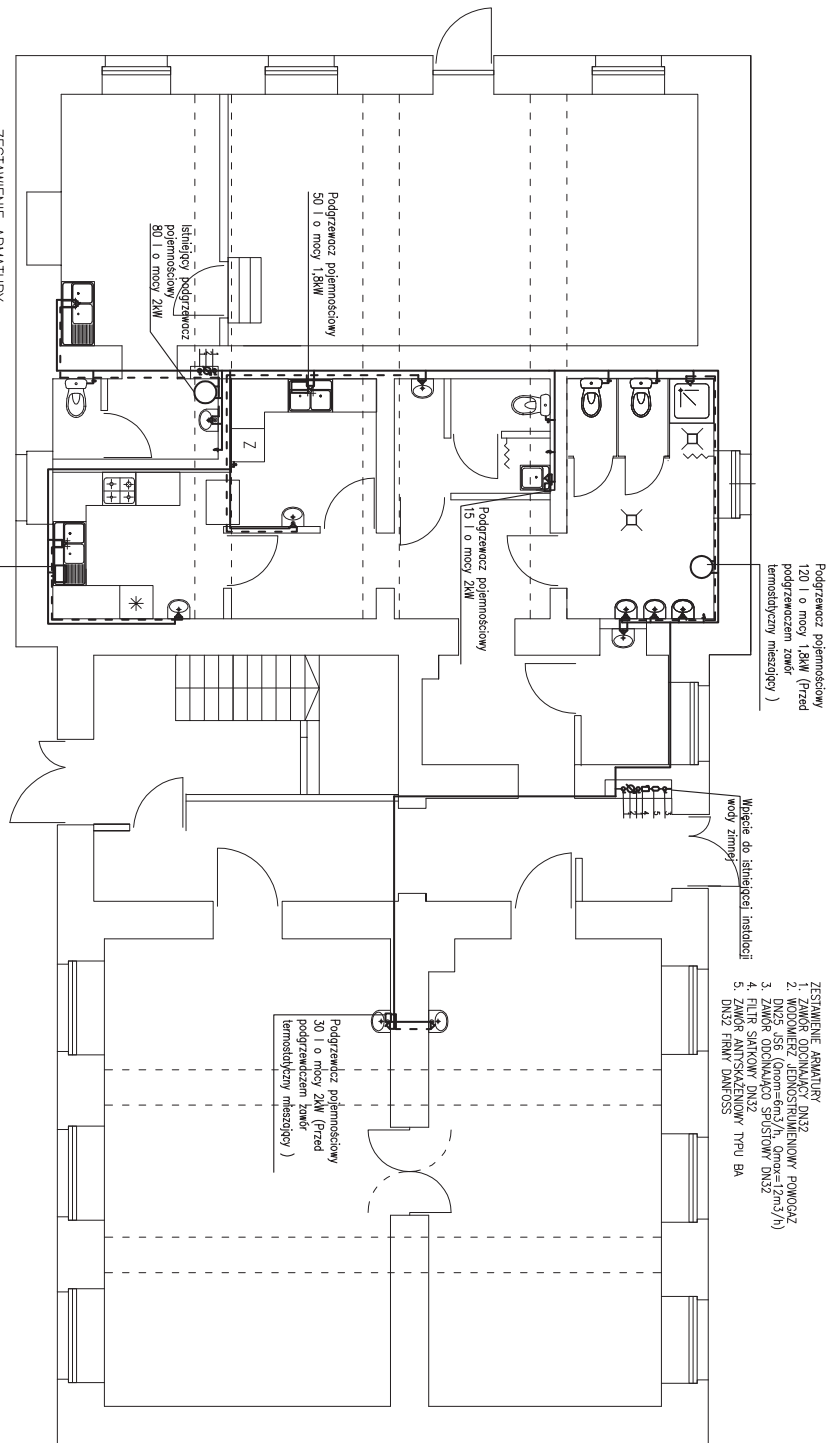 Podgrzewacz pojemnościowy
120 l o mocy 1,8kW (Przed
podgrzewaczem zawór
termostatyczny mieszający )
Wpięcie do istniejącej instalacji
wody zimnej
ZESTAWIENIE ARMATURY
1. ZAWÓR ODCINAJĄCY DN32
2. WODOMIERZ JEDNOSTRUMIENIOWY POWOGAZ
DN25 JS6 (Qnom=6m3/h, Qmax=12m3/h)
3. ZAWÓR ODCINAJĄCO SPUSTOWY DN32
4. FILTR SIATKOWY DN32
5. ZAWÓR ANTYSKAŻENIOWY TYPU BA
DN32 FIRMY DANFOSS
Podgrzewacz pojemnościowy
15 l o mocy 2kW
Podgrzewacz pojemnościowy
50 l o mocy 1,8kW
Podgrzewacz pojemnościowy
30 l o mocy 2kW (Przed
podgrzewaczem zawór
termostatyczny mieszający )
Z
Istniejący podgrzewacz
pojemnościowy
80 l o mocy 2kW